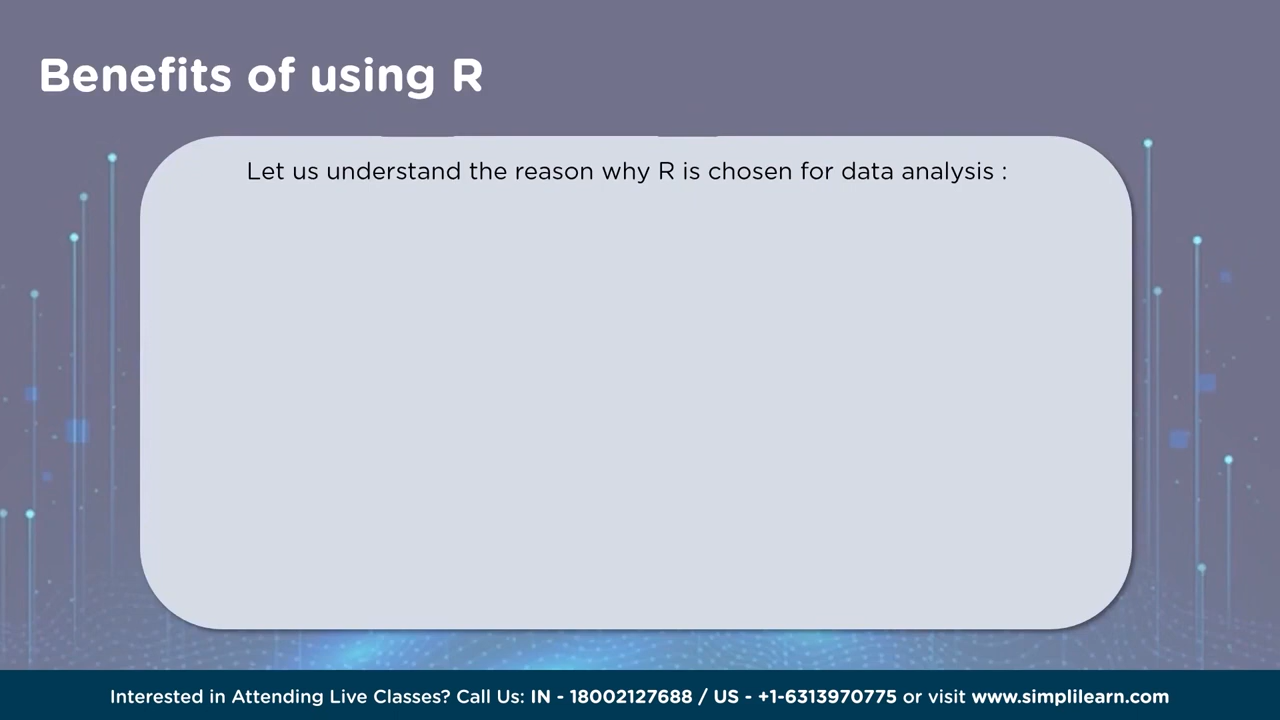 Benefits of using R
Let us understand the reason why R is chosen for data analysis :
Interested in Attending Live Classes? Call Us: IN - 18002127688 / US - +1-6313970775 or visit www.simplilearn.com